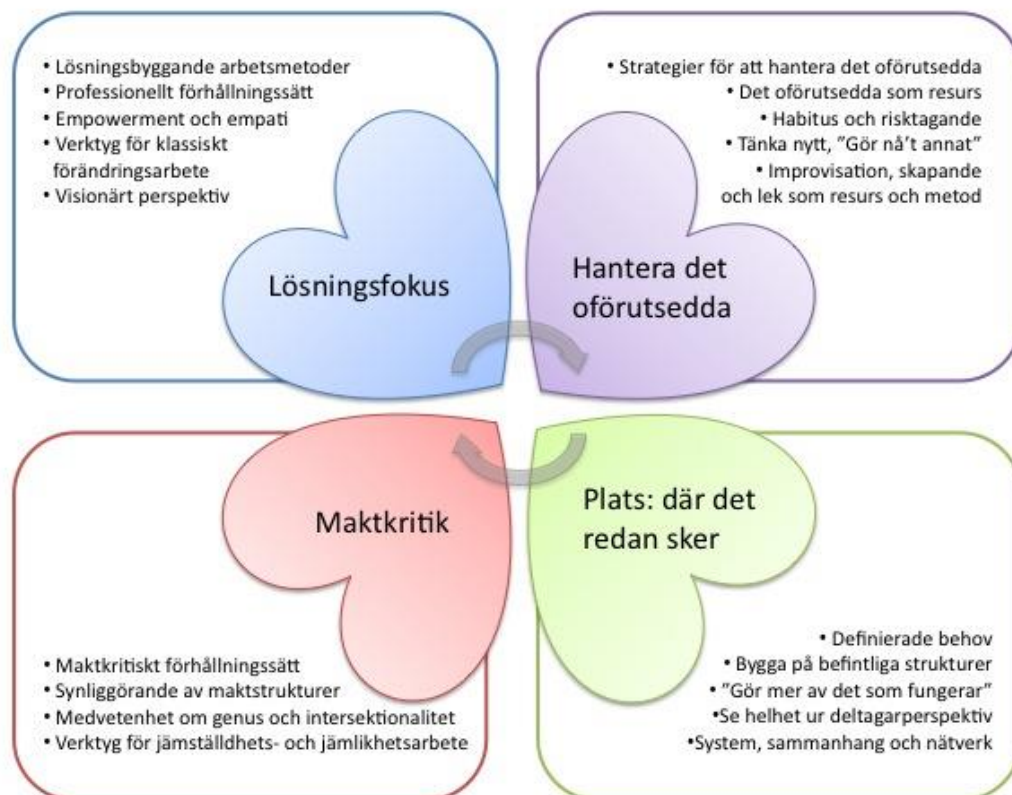 • Lösningsbyggande arbetsmetoder
• Professionellt förhållningssätt
• Empowerment och empati
• Verktyg för klassiskt
förändringsarbete
• Visionärt perspektiv
Lösningsfokus
• Strategier för att hantera det oförutsedda
• Det oförutsedda som resurs
• Habitus och risktagande
• Tänka nytt, ”Gör nå’t annat”
• Improvisation, skapande
och lek som resurs och metod
Hantera det
oförutsedda
Maktkritik
• Maktkritiskt förhållningssätt
• Synliggörande av maktstrukturer
• Medvetenhet om genus och intersektionalitet
• Verktyg för jämställdhets- och jämlikhetsarbete
Plats: där det
redan sker
• Definierade behov
• Bygga på befintliga strukturer
• ”Gör mer av det som fungerar”
•Se helhet ur deltagarperspektiv
•System, sammanhang och nätverk